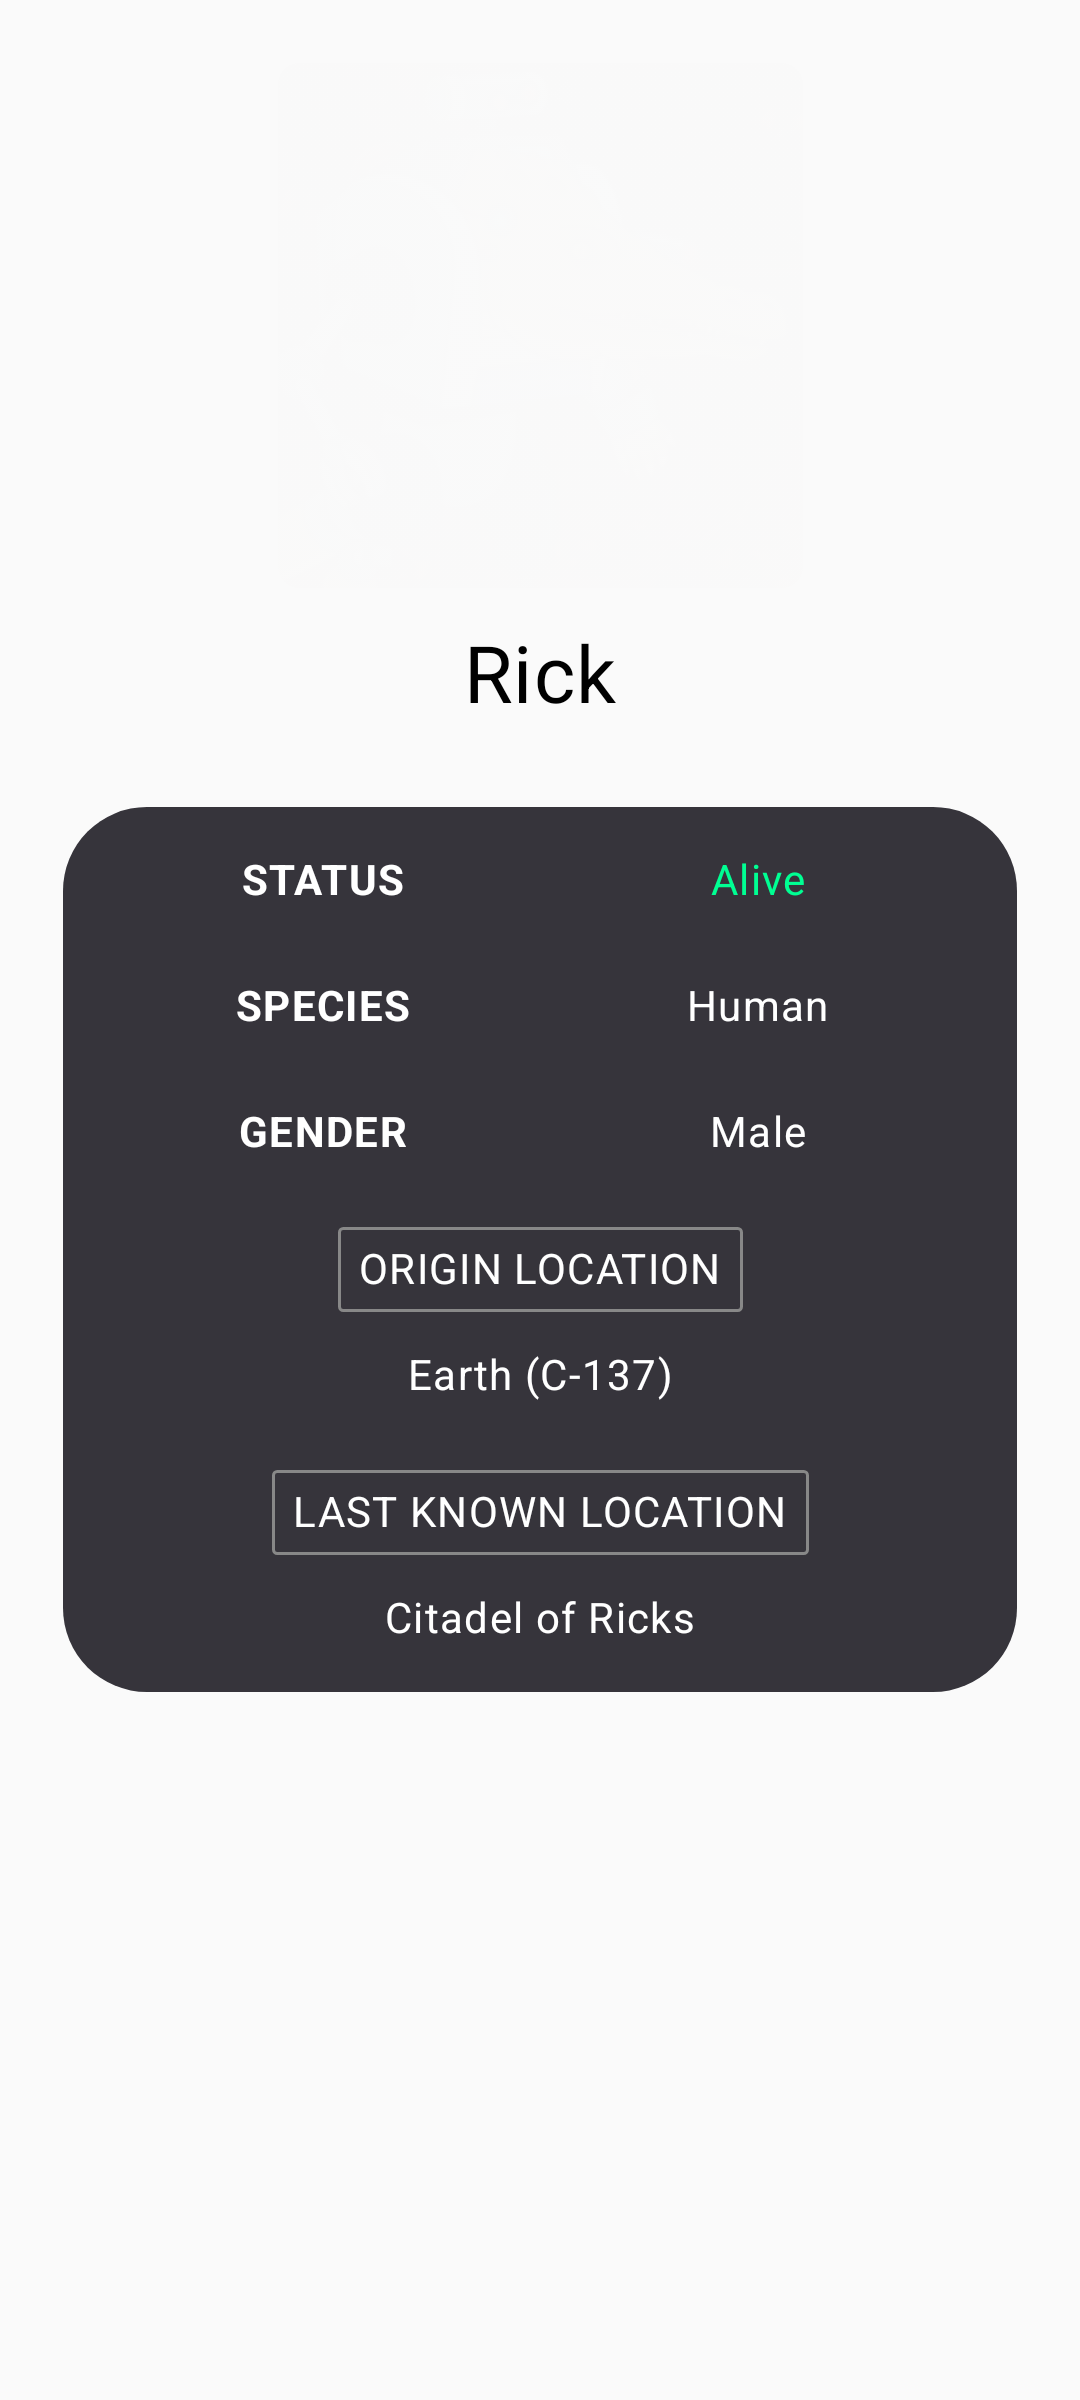 Rick
STATUS Alive
SPECIES Human
GENDER Male
ORIGIN LOCATION
Earth (C-137)
LAST KNOWN LOCATION
Citadel of Ricks